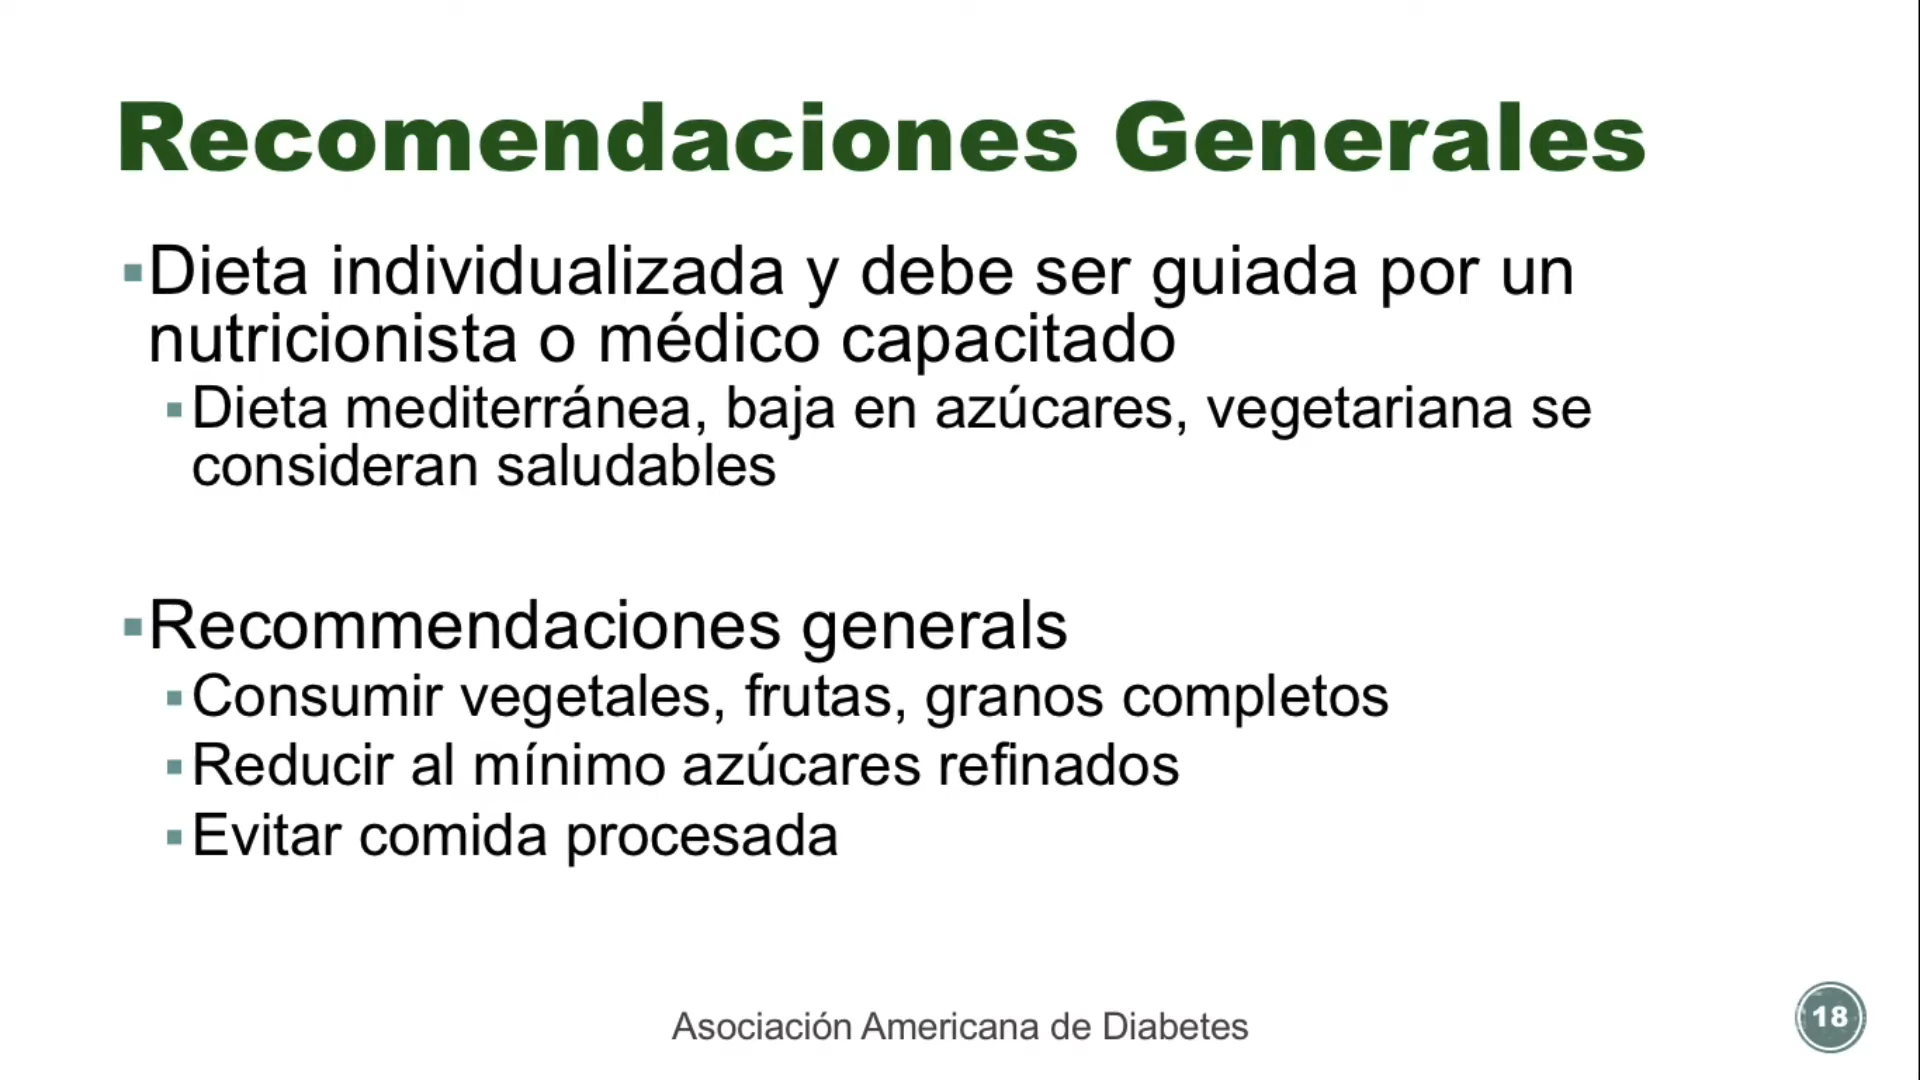 Recomendaciones Generales
▪Dieta individualizada y debe ser guiada por un
nutricionista o médico capacitado
▪Dieta mediterránea, baja en azúcares, vegetariana se
consideran saludables
▪Recommendaciones generals
▪Consumir vegetales, frutas, granos completos
▪Reducir al mínimo azúcares refinados
▪Evitar comida procesada
Asociación Americana de Diabetes
18